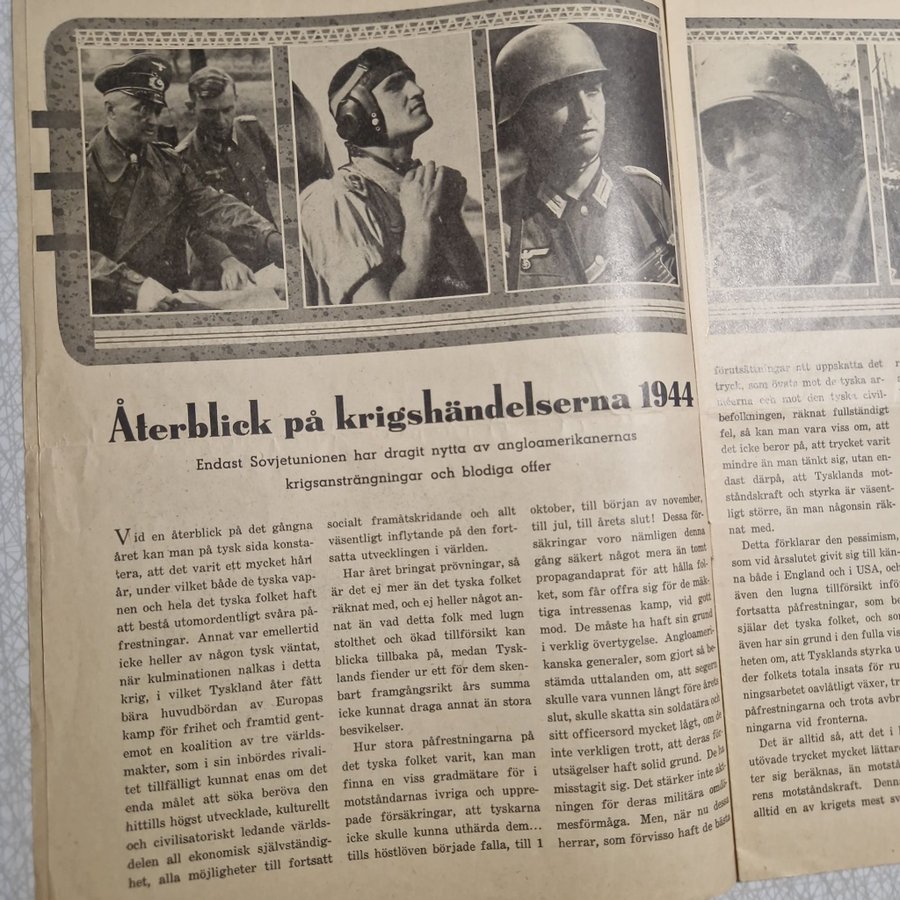 Återblick på krigshändelserna 1944
Endast Sovjetunionen har dragit nytta av angloamerikanernas
krigsansträngningar och blodiga offer
Vid en återblick på det gångna
året kan man på tysk sida konsta-
tera, att det varit ett mycket hårt
år, under vilket både de tyska vap-
nen och hela det tyska folket haft
att bestå utomordentligt svåra på-
frestningar. Annat var emellertid
icke heller av någon tysk väntat,
när kulminationen nalkas i detta
krig, i vilket Tyskland åter fått
bära huvudbördan av Europas
kamp för frihet och framtid gent-
emot en koalition av tre världs-
makter, som i sin inbördes rivali-
tet tillfälligt kunnat enas om det
enda målet att söka beröva den
hittills högst utvecklade, kulturellt
och civilisatoriskt ledande världs-
delen all ekonomisk självständig-
het, alla möjligheter till fortsatt
socialt framåtskridande och allt
väsentligt inflytande på den fort-
satta utvecklingen i världen.
Har året bringat prövningar, så
är det ej mer än det tyska folket
räknat med, och ej heller något an-
nat än vad detta folk med lugn
stolthet och ökad tillförsikt kan
blicka tillbaka på, medan Tysk-
lands fiender ur ett för dem sken-
bart framgångsrikt års summa
icke kunnat draga annat än stora
besvikelser.
Hur stora påfrestningarna på
det tyska folket varit, kan man
finna en viss gradmätare för i
motståndarnas ivriga och uppre-
pade försäkringar, att tyskarna
icke skulle kunna uthärda dem...
tills höstlöven började falla, till 1
oktober, till början av november,
till jul, till årets slut! Dessa för-
säkringar voro nämligen denna
gång säkert något mera än tomt
propagandaprat för att hålla fol-
ket, som får offra sig för de mäk-
tiga intressenas kamp, vid gott
mod. De måste ha haft sin grund
i verklig övertygelse. Angloameri-
kanska generaler, som gjort så be-
stämda uttalanden om, att segern
skulle vara vunnen långt före årets
slut, skulle skatta sin soldatära och
sitt officersord mycket lågt, om de
inte verkligen trott, att deras för-
utsägelser haft solid grund. De ha
misstagit sig. Det stärker inte akt-
ningen för deras militära omdö-
mesförmåga. Men, när nu dessa
herrar, som förvisso haft de bästa
förutsättningar att uppskatta det
tryck, som övats mot de tyska ar-
méerna och mot den tyska civil-
befolkningen, räknat fullständigt
fel, så kan man vara viss om, att
det icke beror på, att trycket varit
mindre än man tänkt sig, utan en-
dast därpå, att Tysklands mot-
ståndskraft och styrka är väsent-
ligt större, än man någonsin räk-
nat med.
Detta förklarar den pessimism,
som vid årsslutet givit sig till kän-
na både i England och i USA, och
även den lugna tillförsikt inför
fortsatta påfrestningar, som be
själar det tyska folket, och so
även har sin grund i den fulla vis
heten om, att Tysklands styrka u
der folkets totala insats för ru
ningsarbetet oavlåtligt växer, tr
påfrestningarna och trots avbr
ningarna vid fronterna.
Det är alltid så, att det i
utövade trycket mycket lättare
ter sig beräknas, än motstå
rens motståndskraft. Denna
alltid en av krigets mest sv